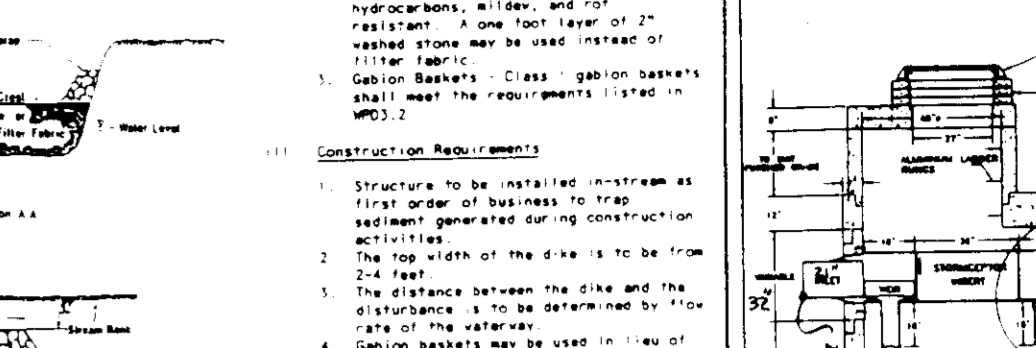 Crest
Filter Fabric
- Water Level
A A
Stream Bank
hydrocarbons, mildew, and rot
resistant. A one foot layer of 2"
washed stone may be used instead of
filter fabric.
3. Gabion Baskets - Class I gabion baskets
shall meet the requirements listed in
WPD3.2
Construction Requirements
1. Structure to be installed in-stream as
first order of business to trap
sediment generated during construction
activities.
2 The top width of the dike is to be from
2-4 feet.
3. The distance between the dike and the
disturbance is to be determined by flow
rate of the waterway.
4. Gabion baskets may be used in lieu of
27"
ALUMINUM LADDER
RUNGS
12"
VARIABLE
INLET
WEIR
STORMCEPTOR
INSERT
32"